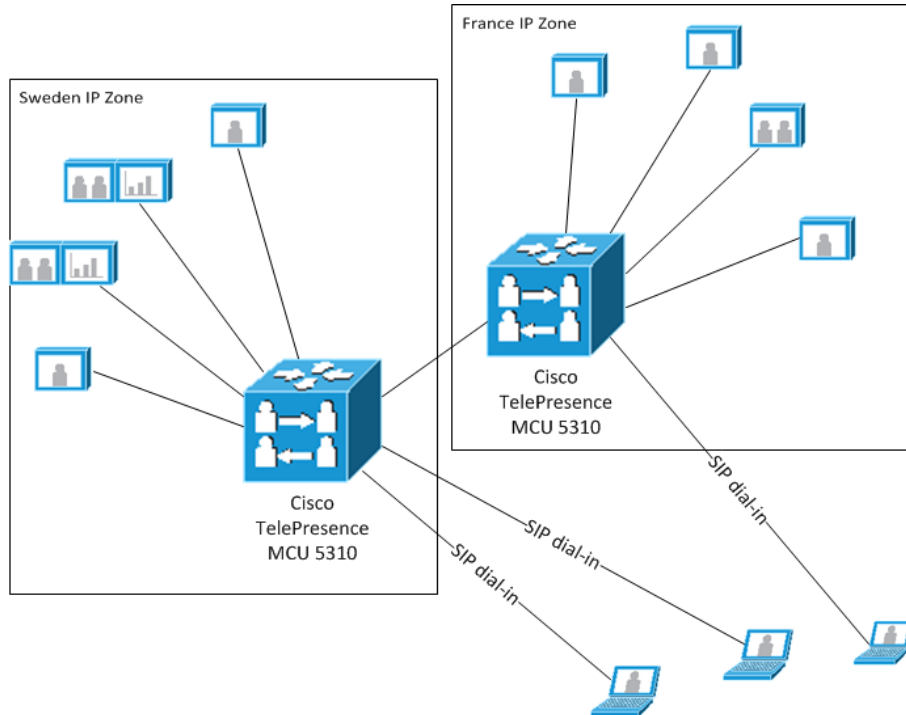 France IP Zone
Sweden IP Zone
Cisco
TelePresence
MCU 5310
Cisco
TelePresence
MCU 5310
SIP dial-in
SIP dial-in
SIP dial-in